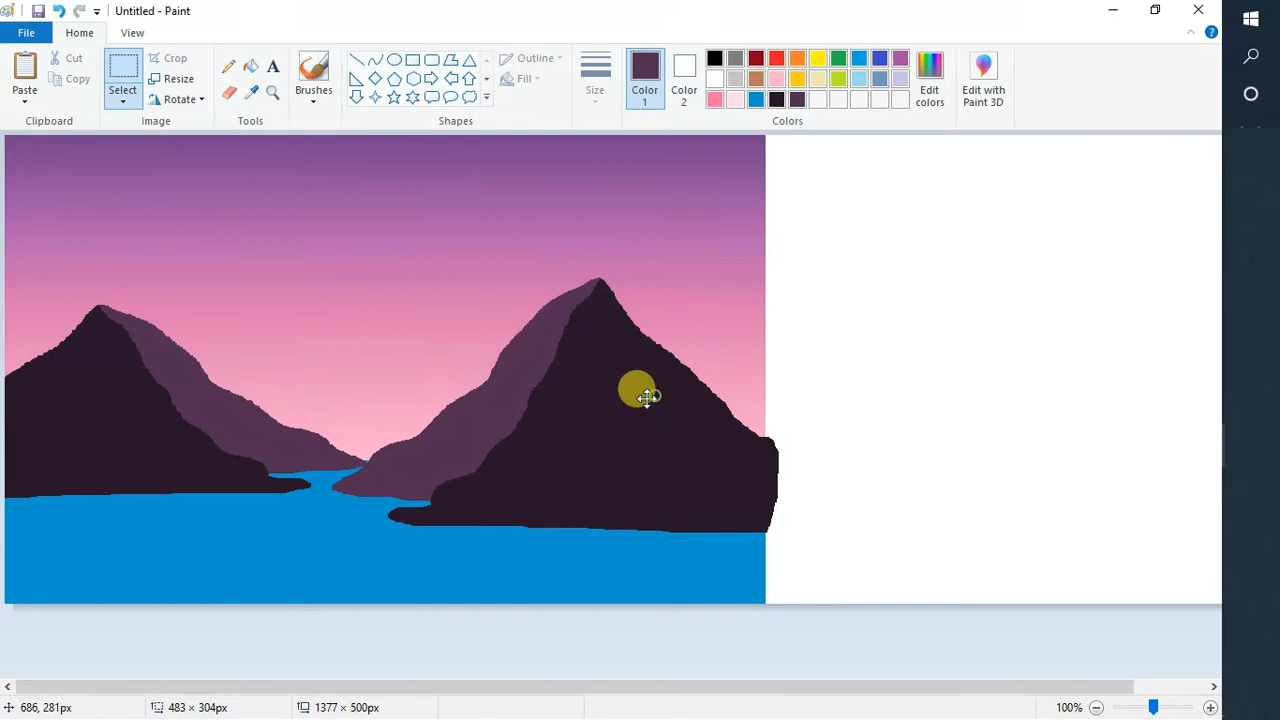 Untitled - Paint
File
Home
View
Paste
Cut
Copy
Select
Crop
Resize
Rotate
Brushes
Outline
Fill
Size
Color
1
Color
2
Edit
colors
Edit with
Paint 3D
Clipboard
Image
Tools
Shapes
Colors
686, 281px
483 × 304px
1377 × 500px
100%